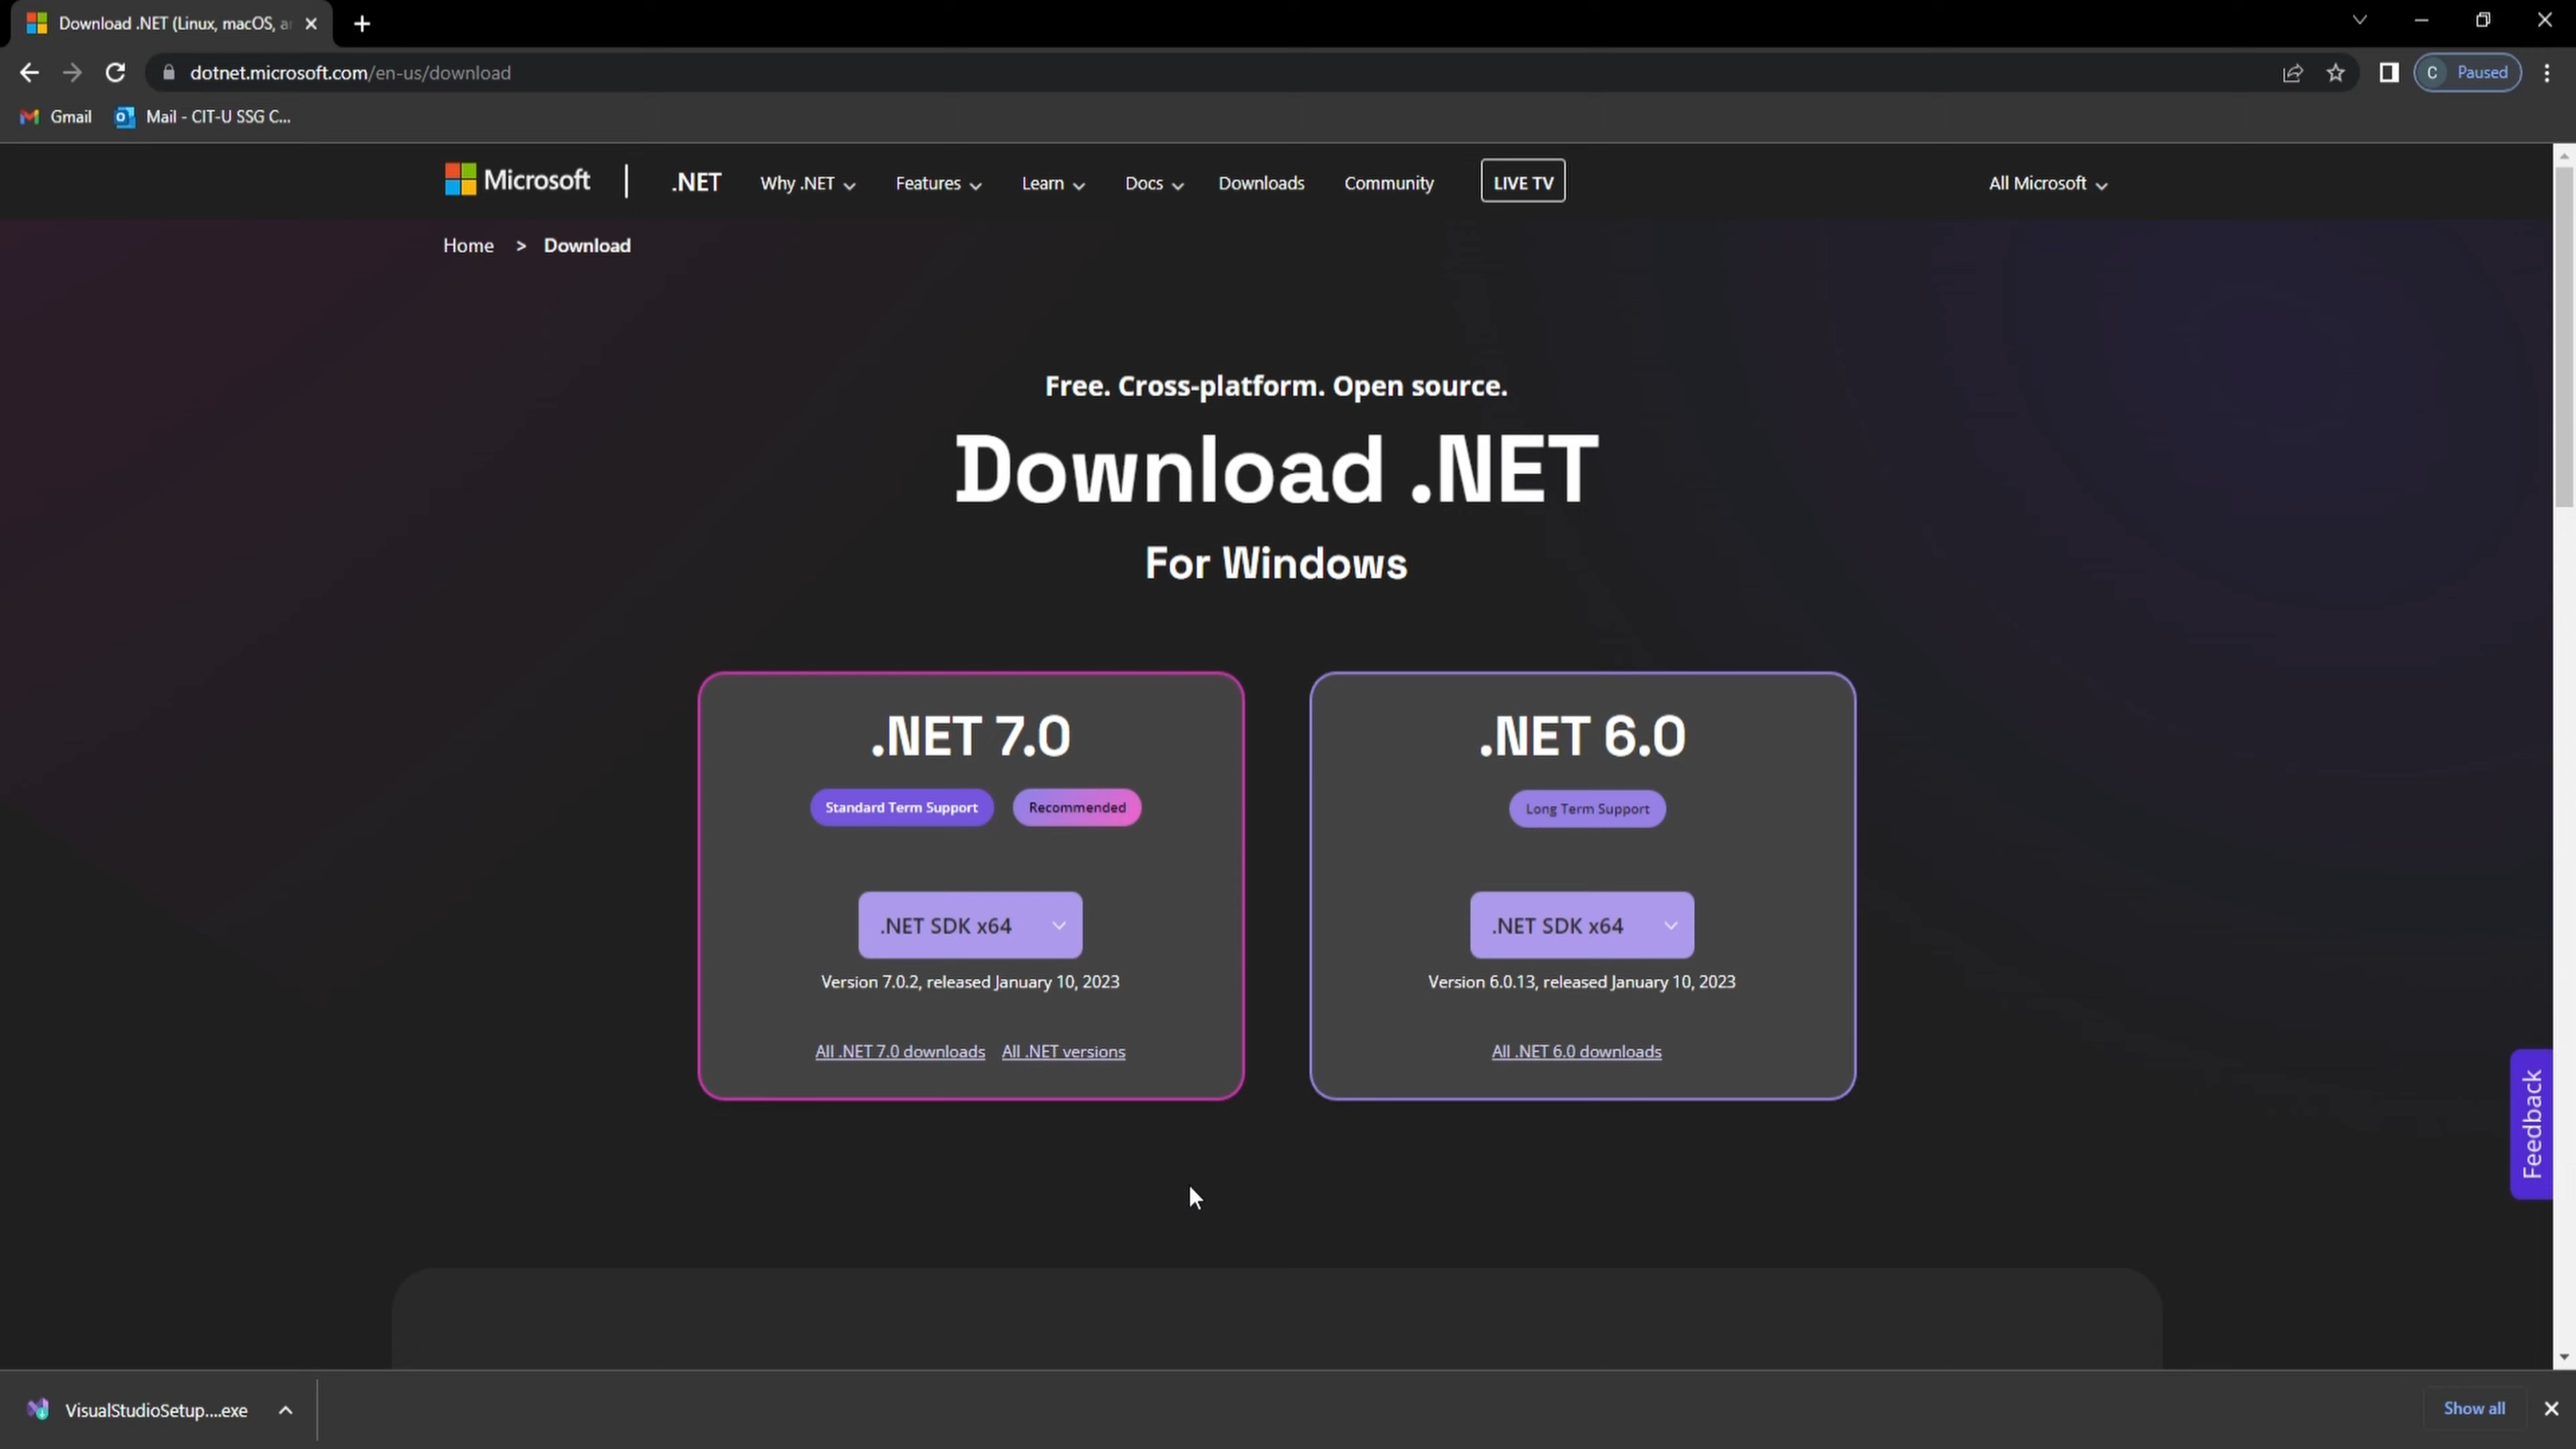 Download .NET (Linux, macOS, a
dotnet.microsoft.com/en-us/download
C Paused
Gmail
Mail - CIT-U SSG C...
Microsoft
.NET
Why .NET
Features
Learn
Docs
Downloads
Community
LIVE TV
All Microsoft
Home > Download
Free. Cross-platform. Open source.
Download .NET
For Windows
.NET 7.0
Standard Term Support
Recommended
.NET SDK x64
Version 7.0.2, released January 10, 2023
All .NET 7.0 downloads
All .NET versions
.NET 6.0
Long Term Support
.NET SDK x64
Version 6.0.13, released January 10, 2023
All .NET 6.0 downloads
Feedback
VisualStudioSetup....exe
Show all